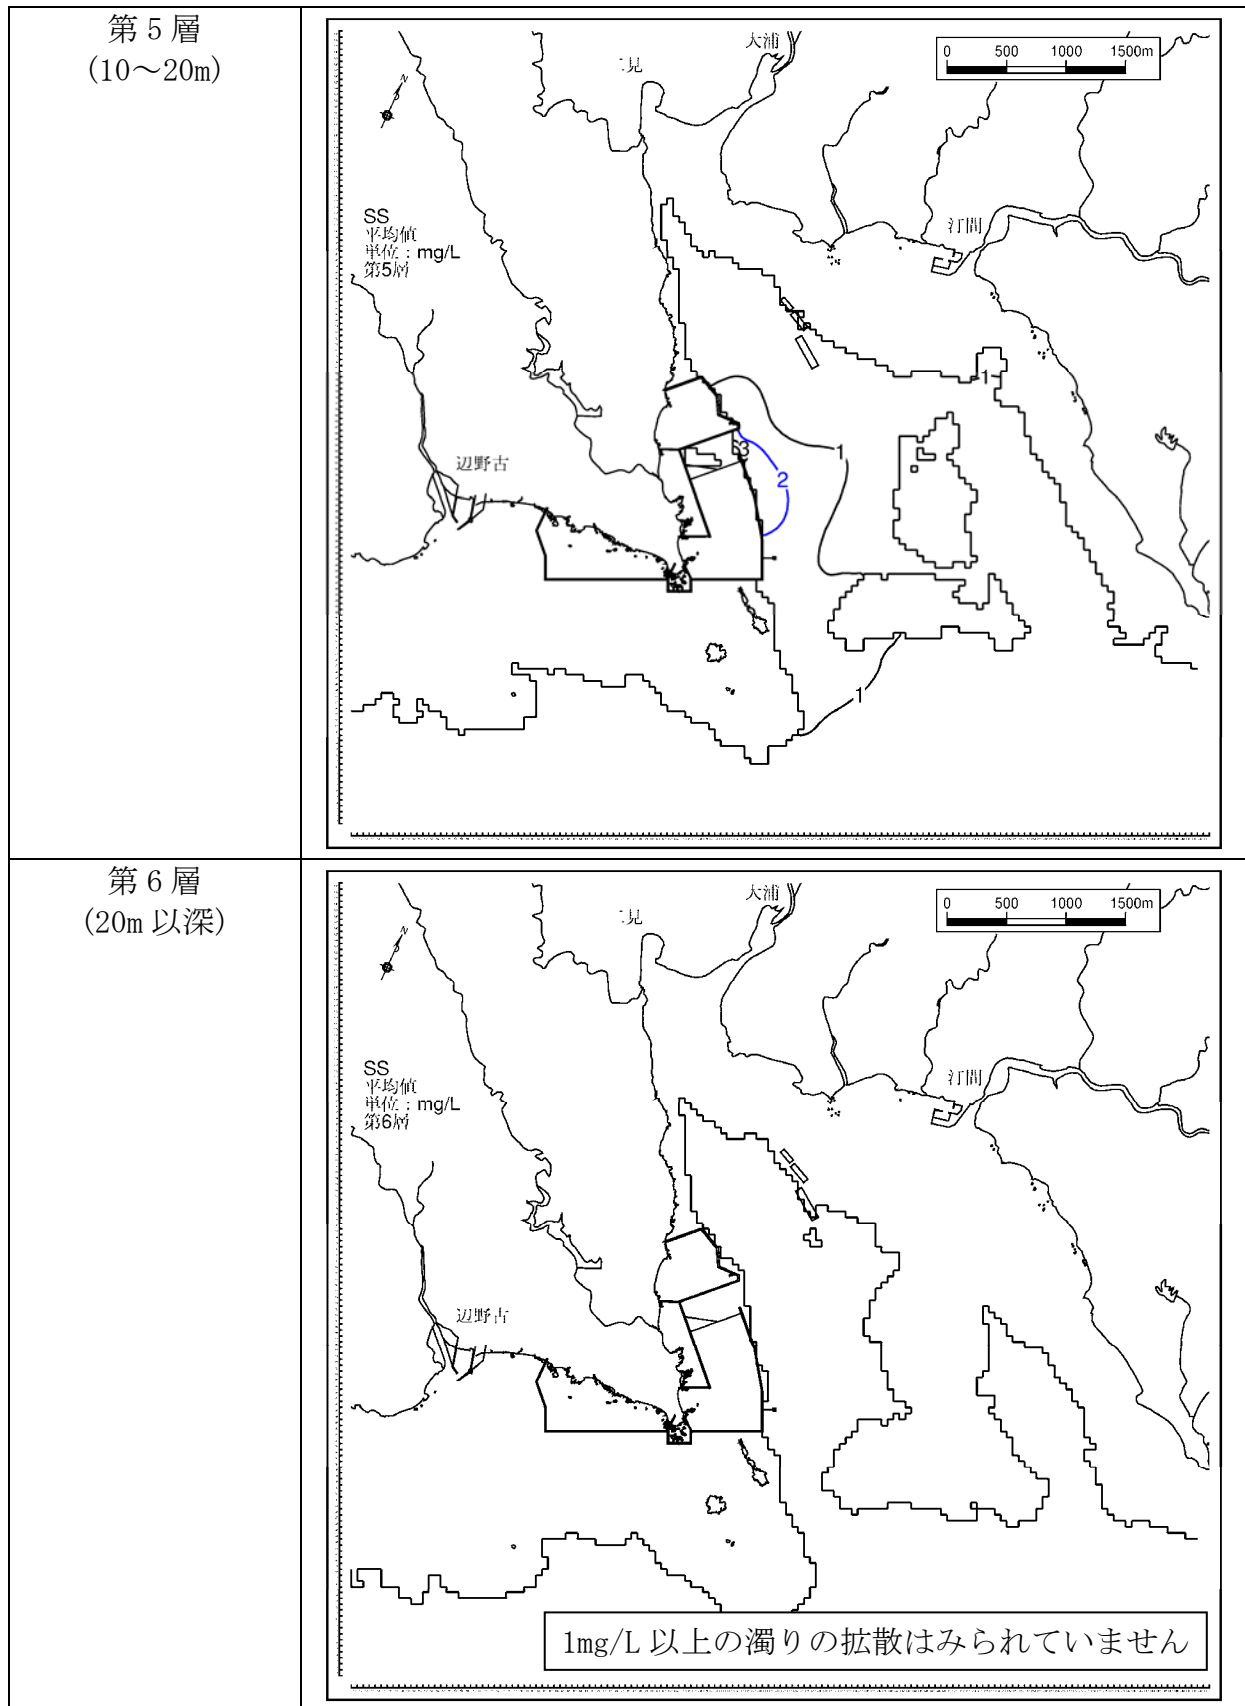 第５層
(10～20m)
大浦
二見
0 500 1000 1500m
N
SS
平均値
単位：mg/L
第5層
汀間
1
1
3
2
辺野古
1
第６層
(20m 以深)
大浦
二見
0 500 1000 1500m
N
SS
平均値
単位：mg/L
第6層
汀間
辺野古
1mg/L 以上の濁りの拡散はみられていません